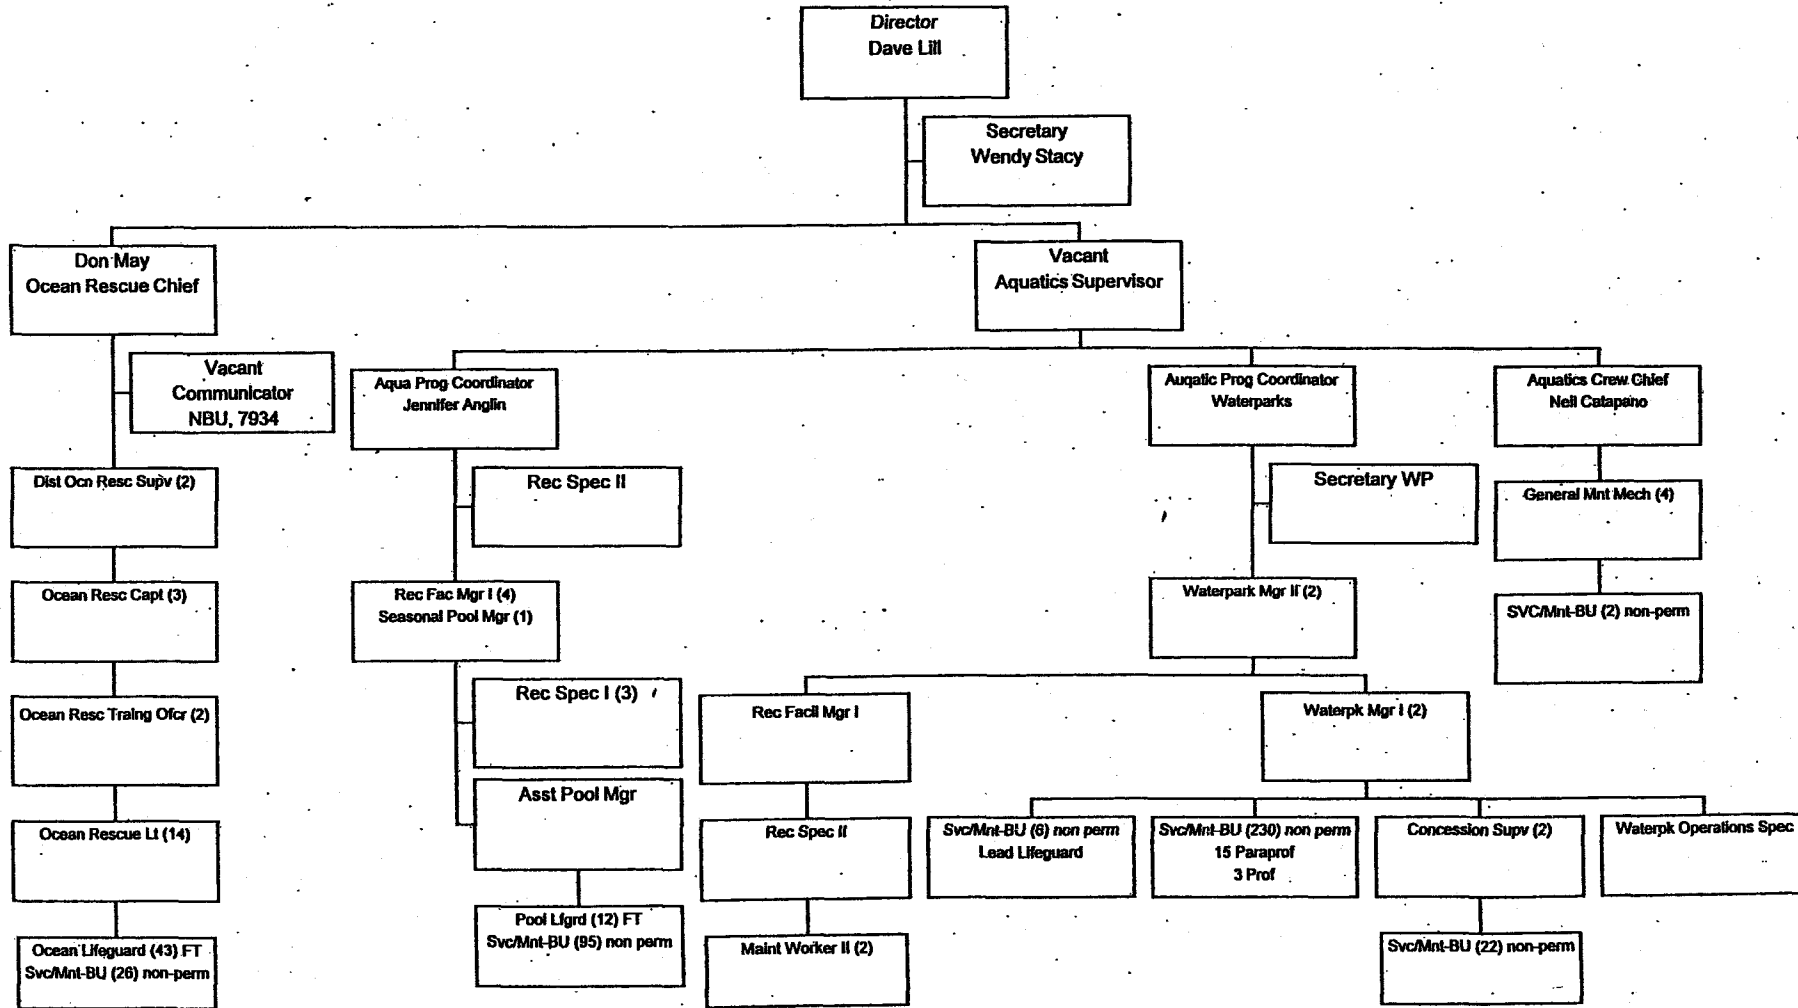 Director
Dave Lill
Secretary
Wendy Stacy
Don May
Ocean Rescue Chief
Vacant
Aquatics Supervisor
Vacant
Communicator
NBU, 7934
Aqua Prog Coordinator
Jennifer Anglin
Auqatic Prog Coordinator
Waterparks
Aquatics Crew Chief
Neil Catapano
Dist Ocn Resc Supv (2)
Rec Spec II
Secretary WP
General Mnt Mech (4)
Ocean Resc Capt (3)
Rec Fac Mgr I (4)
Seasonal Pool Mgr (1)
Waterpark Mgr II (2)
SVC/Mnt-BU (2) non-perm
Ocean Resc Traing Ofcr (2)
Rec Spec I (3)
Rec Facil Mgr I
Waterpk Mgr I (2)
Asst Pool Mgr
Ocean Rescue Lt (14)
Rec Spec II
Svc/Mnt-BU (6) non perm
Lead Lifeguard
Svc/Mnt-BU (230) non perm
15 Paraprof
3 Prof
Concession Supv (2)
Waterpk Operations Spec
Ocean Lifeguard (43) FT
Svc/Mnt-BU (26) non-perm
Pool Lfgrd (12) FT
Svc/Mnt-BU (95) non perm
Maint Worker II (2)
Svc/Mnt-BU (22) non-perm